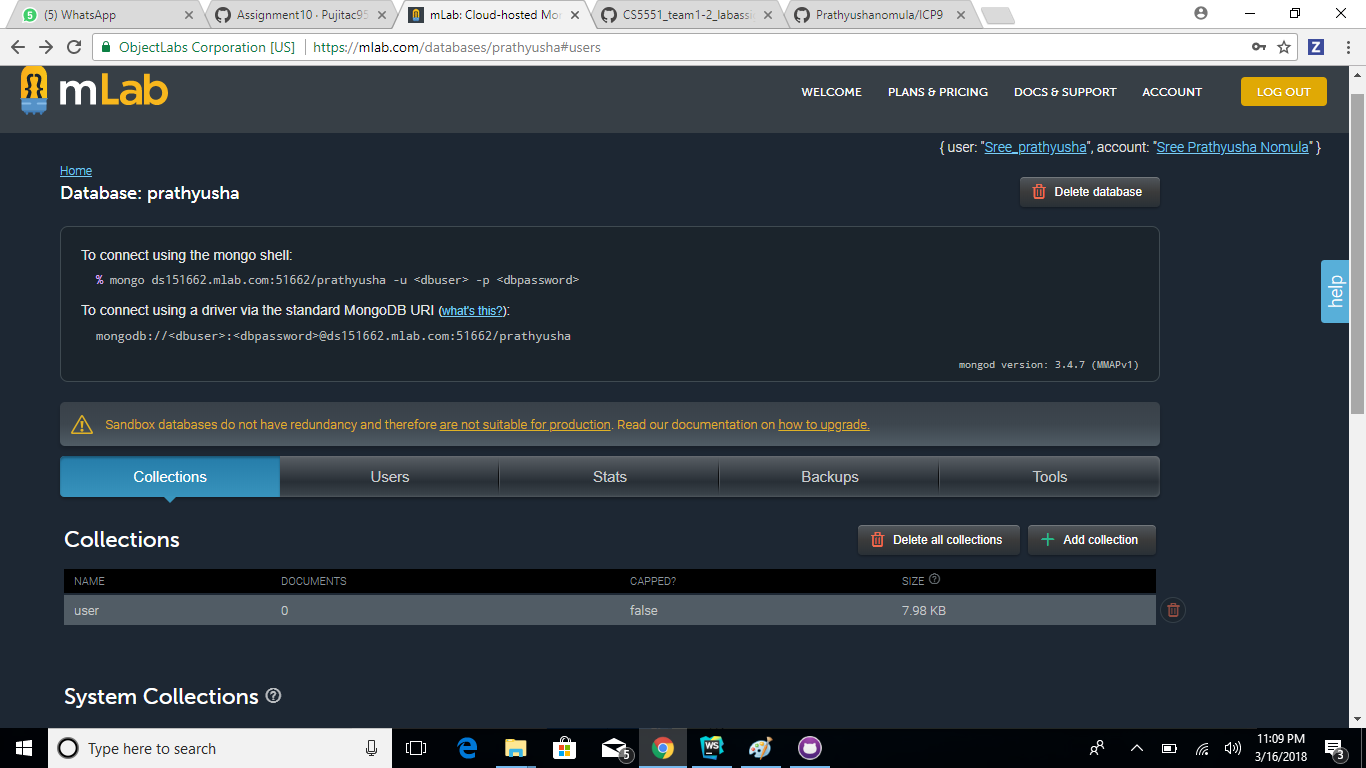 (5) WhatsApp
Assignment10 · Pujitac95
mLab: Cloud-hosted Mon
CS5551_team1-2_labassi
Prathyushanomula/ICP9
ObjectLabs Corporation [US]
https://mlab.com/databases/prathyusha#users
Z
mLab
WELCOME
PLANS & PRICING
DOCS & SUPPORT
ACCOUNT
LOG OUT
{ user: "Sree_prathyusha", account: "Sree Prathyusha Nomula" }
Home
Database: prathyusha
Delete database
To connect using the mongo shell:
% mongo ds151662.mlab.com:51662/prathyusha -u <dbuser> -p <dbpassword>
To connect using a driver via the standard MongoDB URI (what's this?):
mongodb://<dbuser>:<dbpassword>@ds151662.mlab.com:51662/prathyusha
mongod version: 3.4.7 (MMAPv1)
help
Sandbox databases do not have redundancy and therefore are not suitable for production. Read our documentation on how to upgrade.
Collections
Users
Stats
Backups
Tools
Collections
Delete all collections
Add collection
NAME DOCUMENTS CAPPED? SIZE ?
user 0 false 7.98 KB
System Collections ?
Type here to search
5
WS
11:09 PM
3/16/2018
3